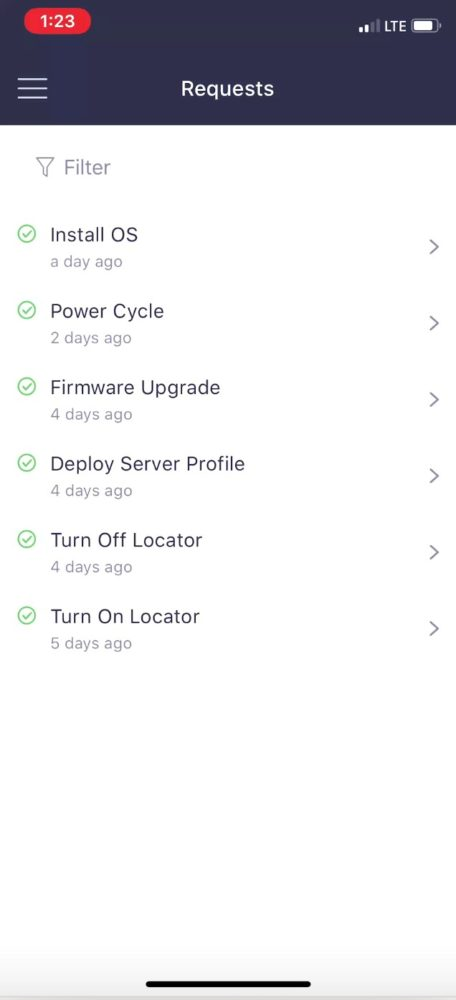 1:23
LTE
Requests
Filter
Install OS
a day ago
Power Cycle
2 days ago
Firmware Upgrade
4 days ago
Deploy Server Profile
4 days ago
Turn Off Locator
4 days ago
Turn On Locator
5 days ago